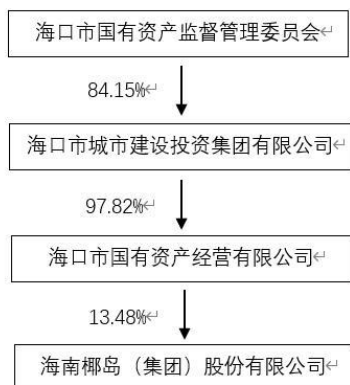 海口市国有资产监督管理委员会↵
84.15%↵
海口市城市建设投资集团有限公司↵
97.82%↵
海口市国有资产经营有限公司↵
13.48%↵
海南椰岛（集团）股份有限公司↵